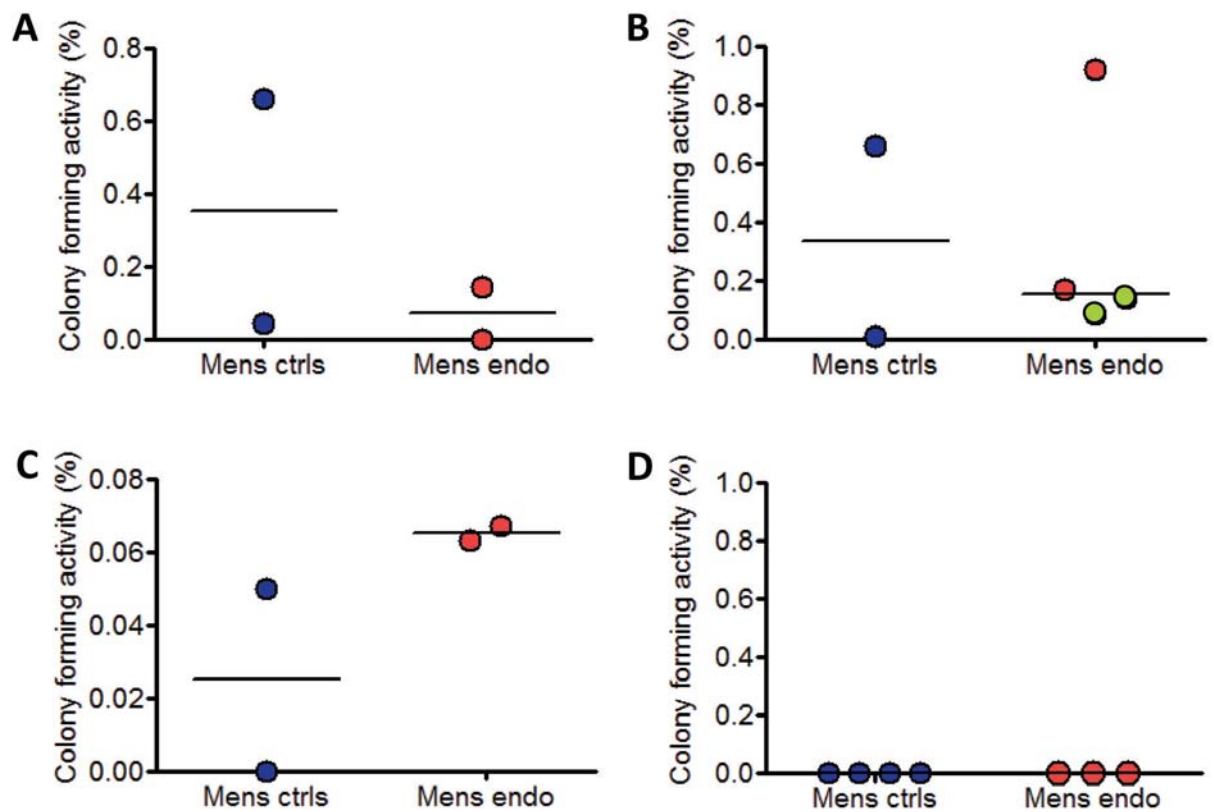 A
Colony forming activity (%)
0.8
0.6
0.4
0.2
0.0
Mens ctrls
Mens endo
B
Colony forming activity (%)
1.0
0.8
0.6
0.4
0.2
0.0
Mens ctrls
Mens endo
C
Colony forming activity (%)
0.08
0.06
0.04
0.02
0.00
Mens ctrls
Mens endo
D
Colony forming activity (%)
1.0
0.8
0.6
0.4
0.2
0.0
Mens ctrls
Mens endo